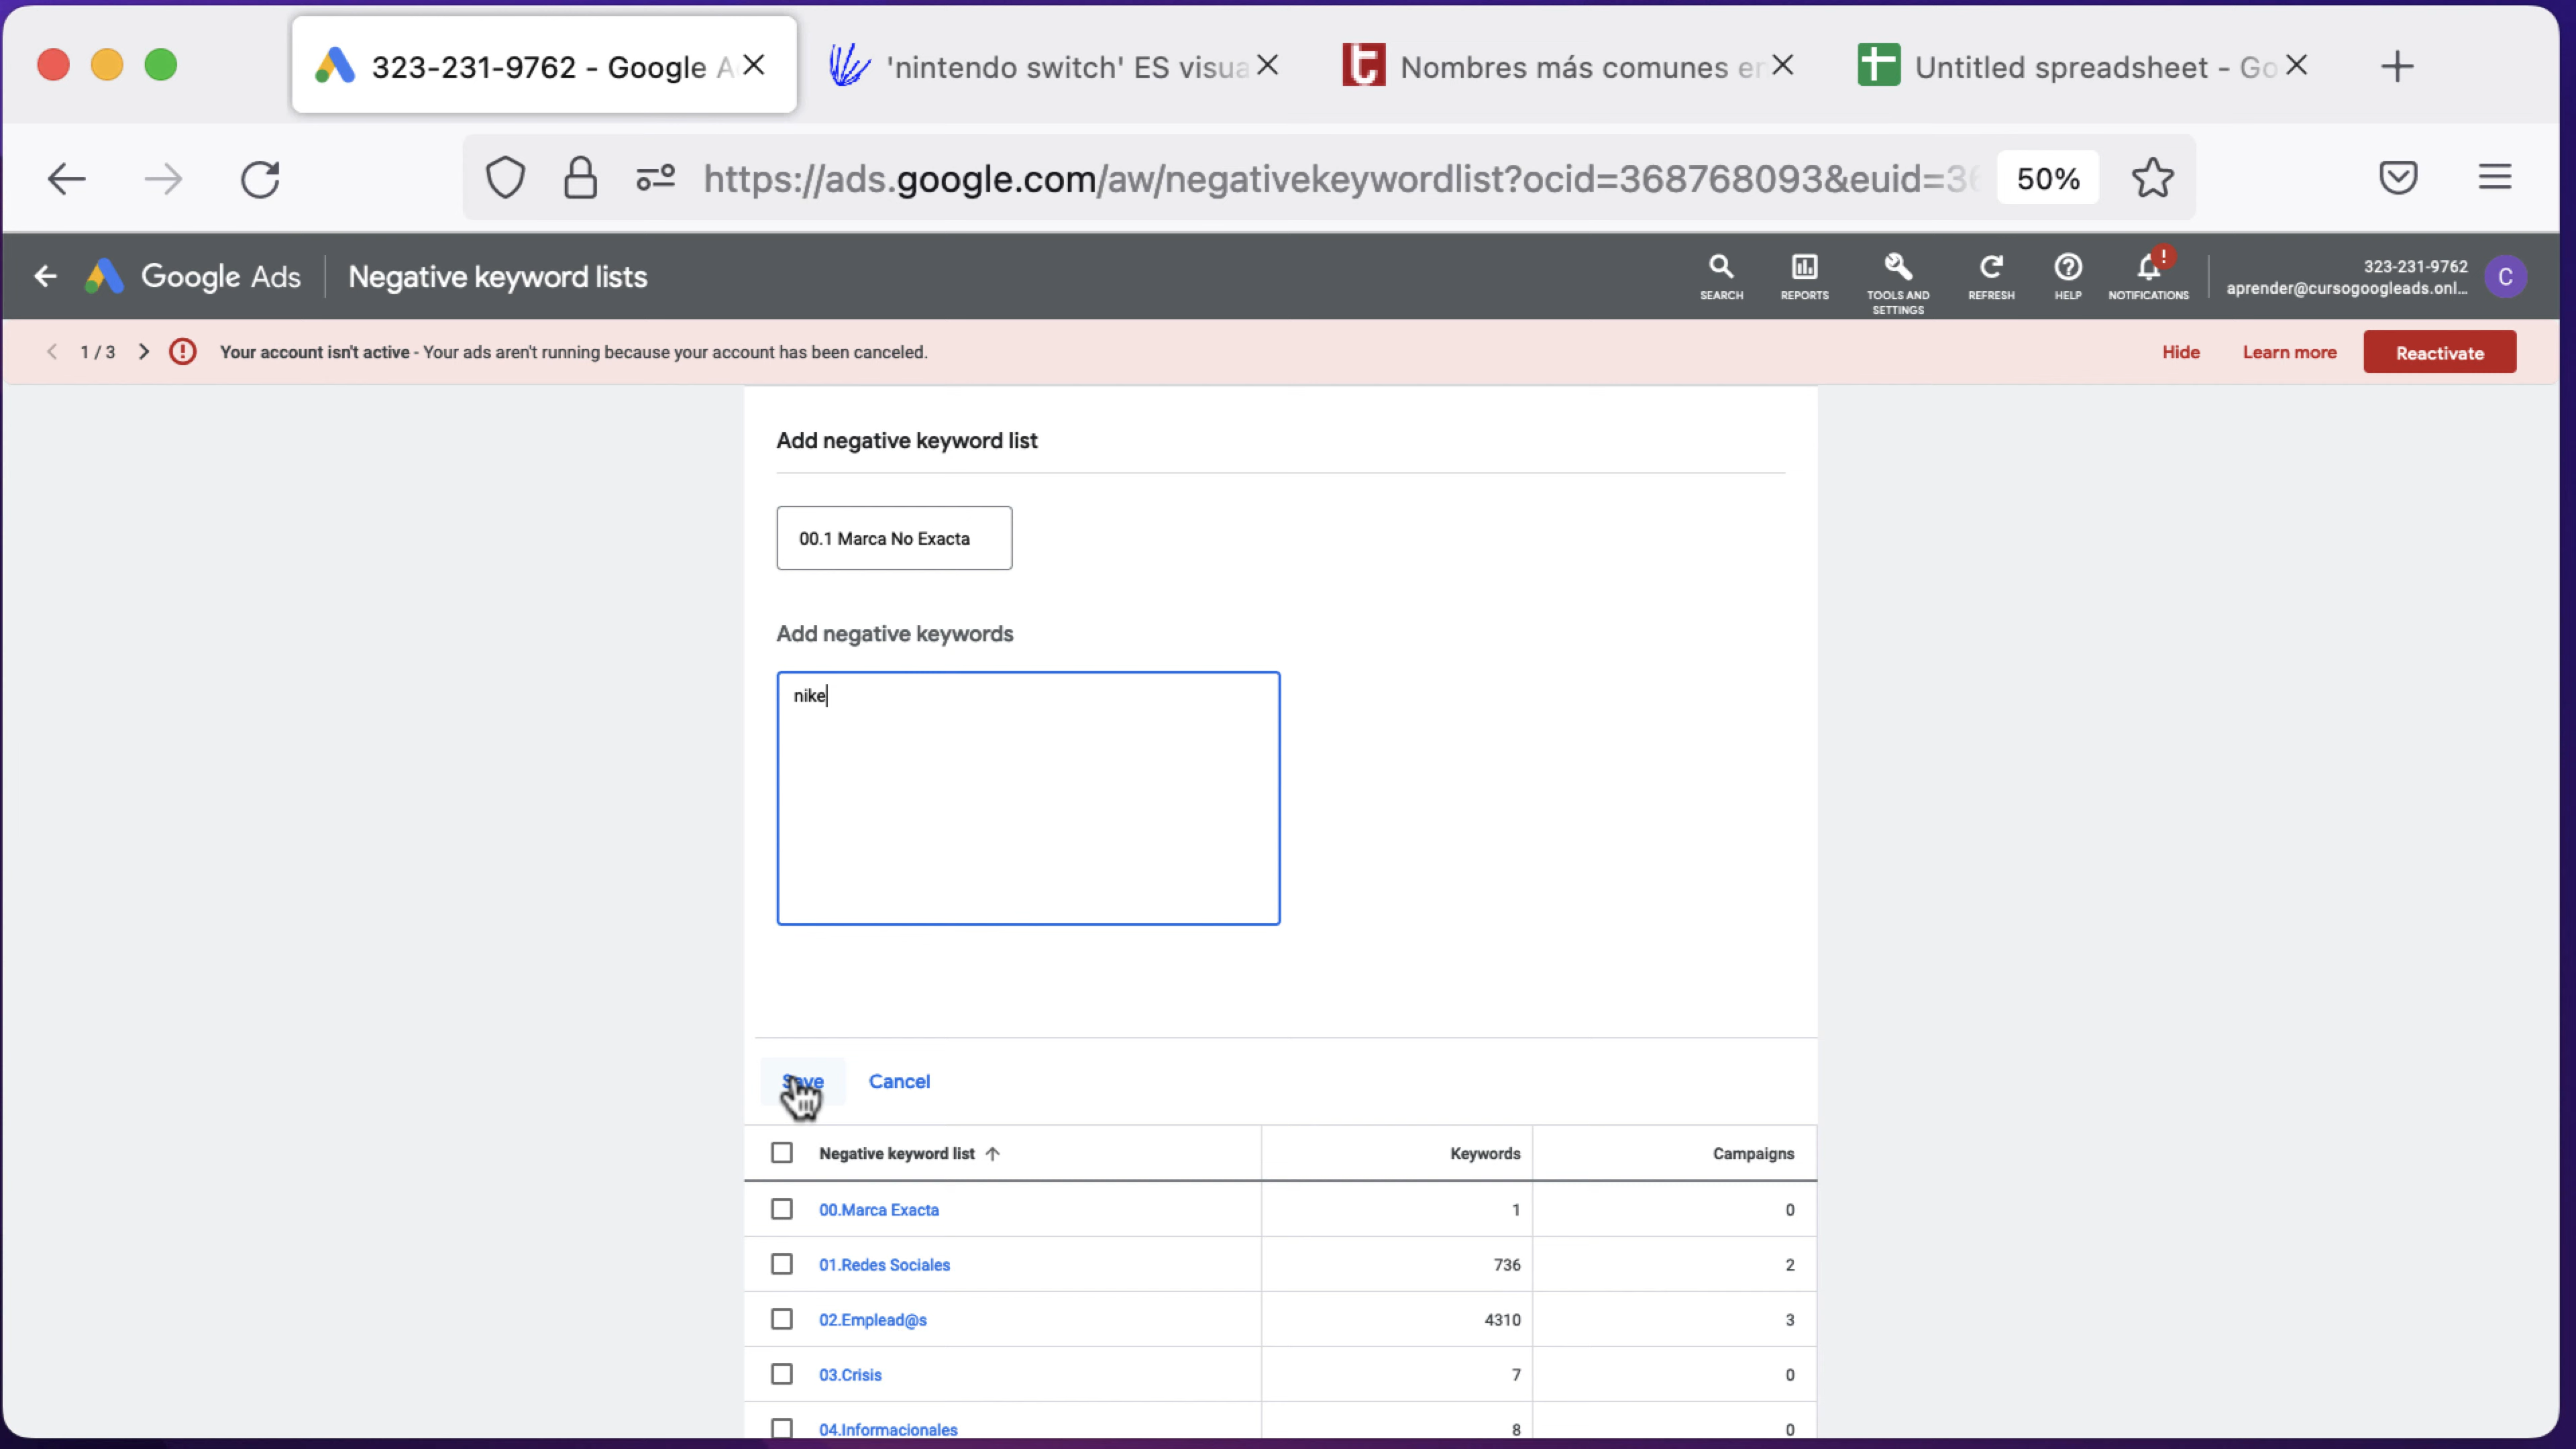 323-231-9762 - Google A
'nintendo switch' ES visua
Nombres más comunes er
Untitled spreadsheet - Go
https://ads.google.com/aw/negativekeywordlist?ocid=368768093&euid=36
50%
Google Ads
Negative keyword lists
SEARCH
REPORTS
TOOLS AND SETTINGS
REFRESH
HELP
NOTIFICATIONS
323-231-9762
aprender@cursogoogleads.onl...
C
1 / 3
Your account isn't active - Your ads aren't running because your account has been canceled.
Hide
Learn more
Reactivate
Add negative keyword list
00.1 Marca No Exacta
Add negative keywords
nike
Save
Cancel
Negative keyword list
Keywords
Campaigns
00.Marca Exacta
1
0
01.Redes Sociales
736
2
02.Emplead@s
4310
3
03.Crisis
7
0
04.Informacionales
8
0